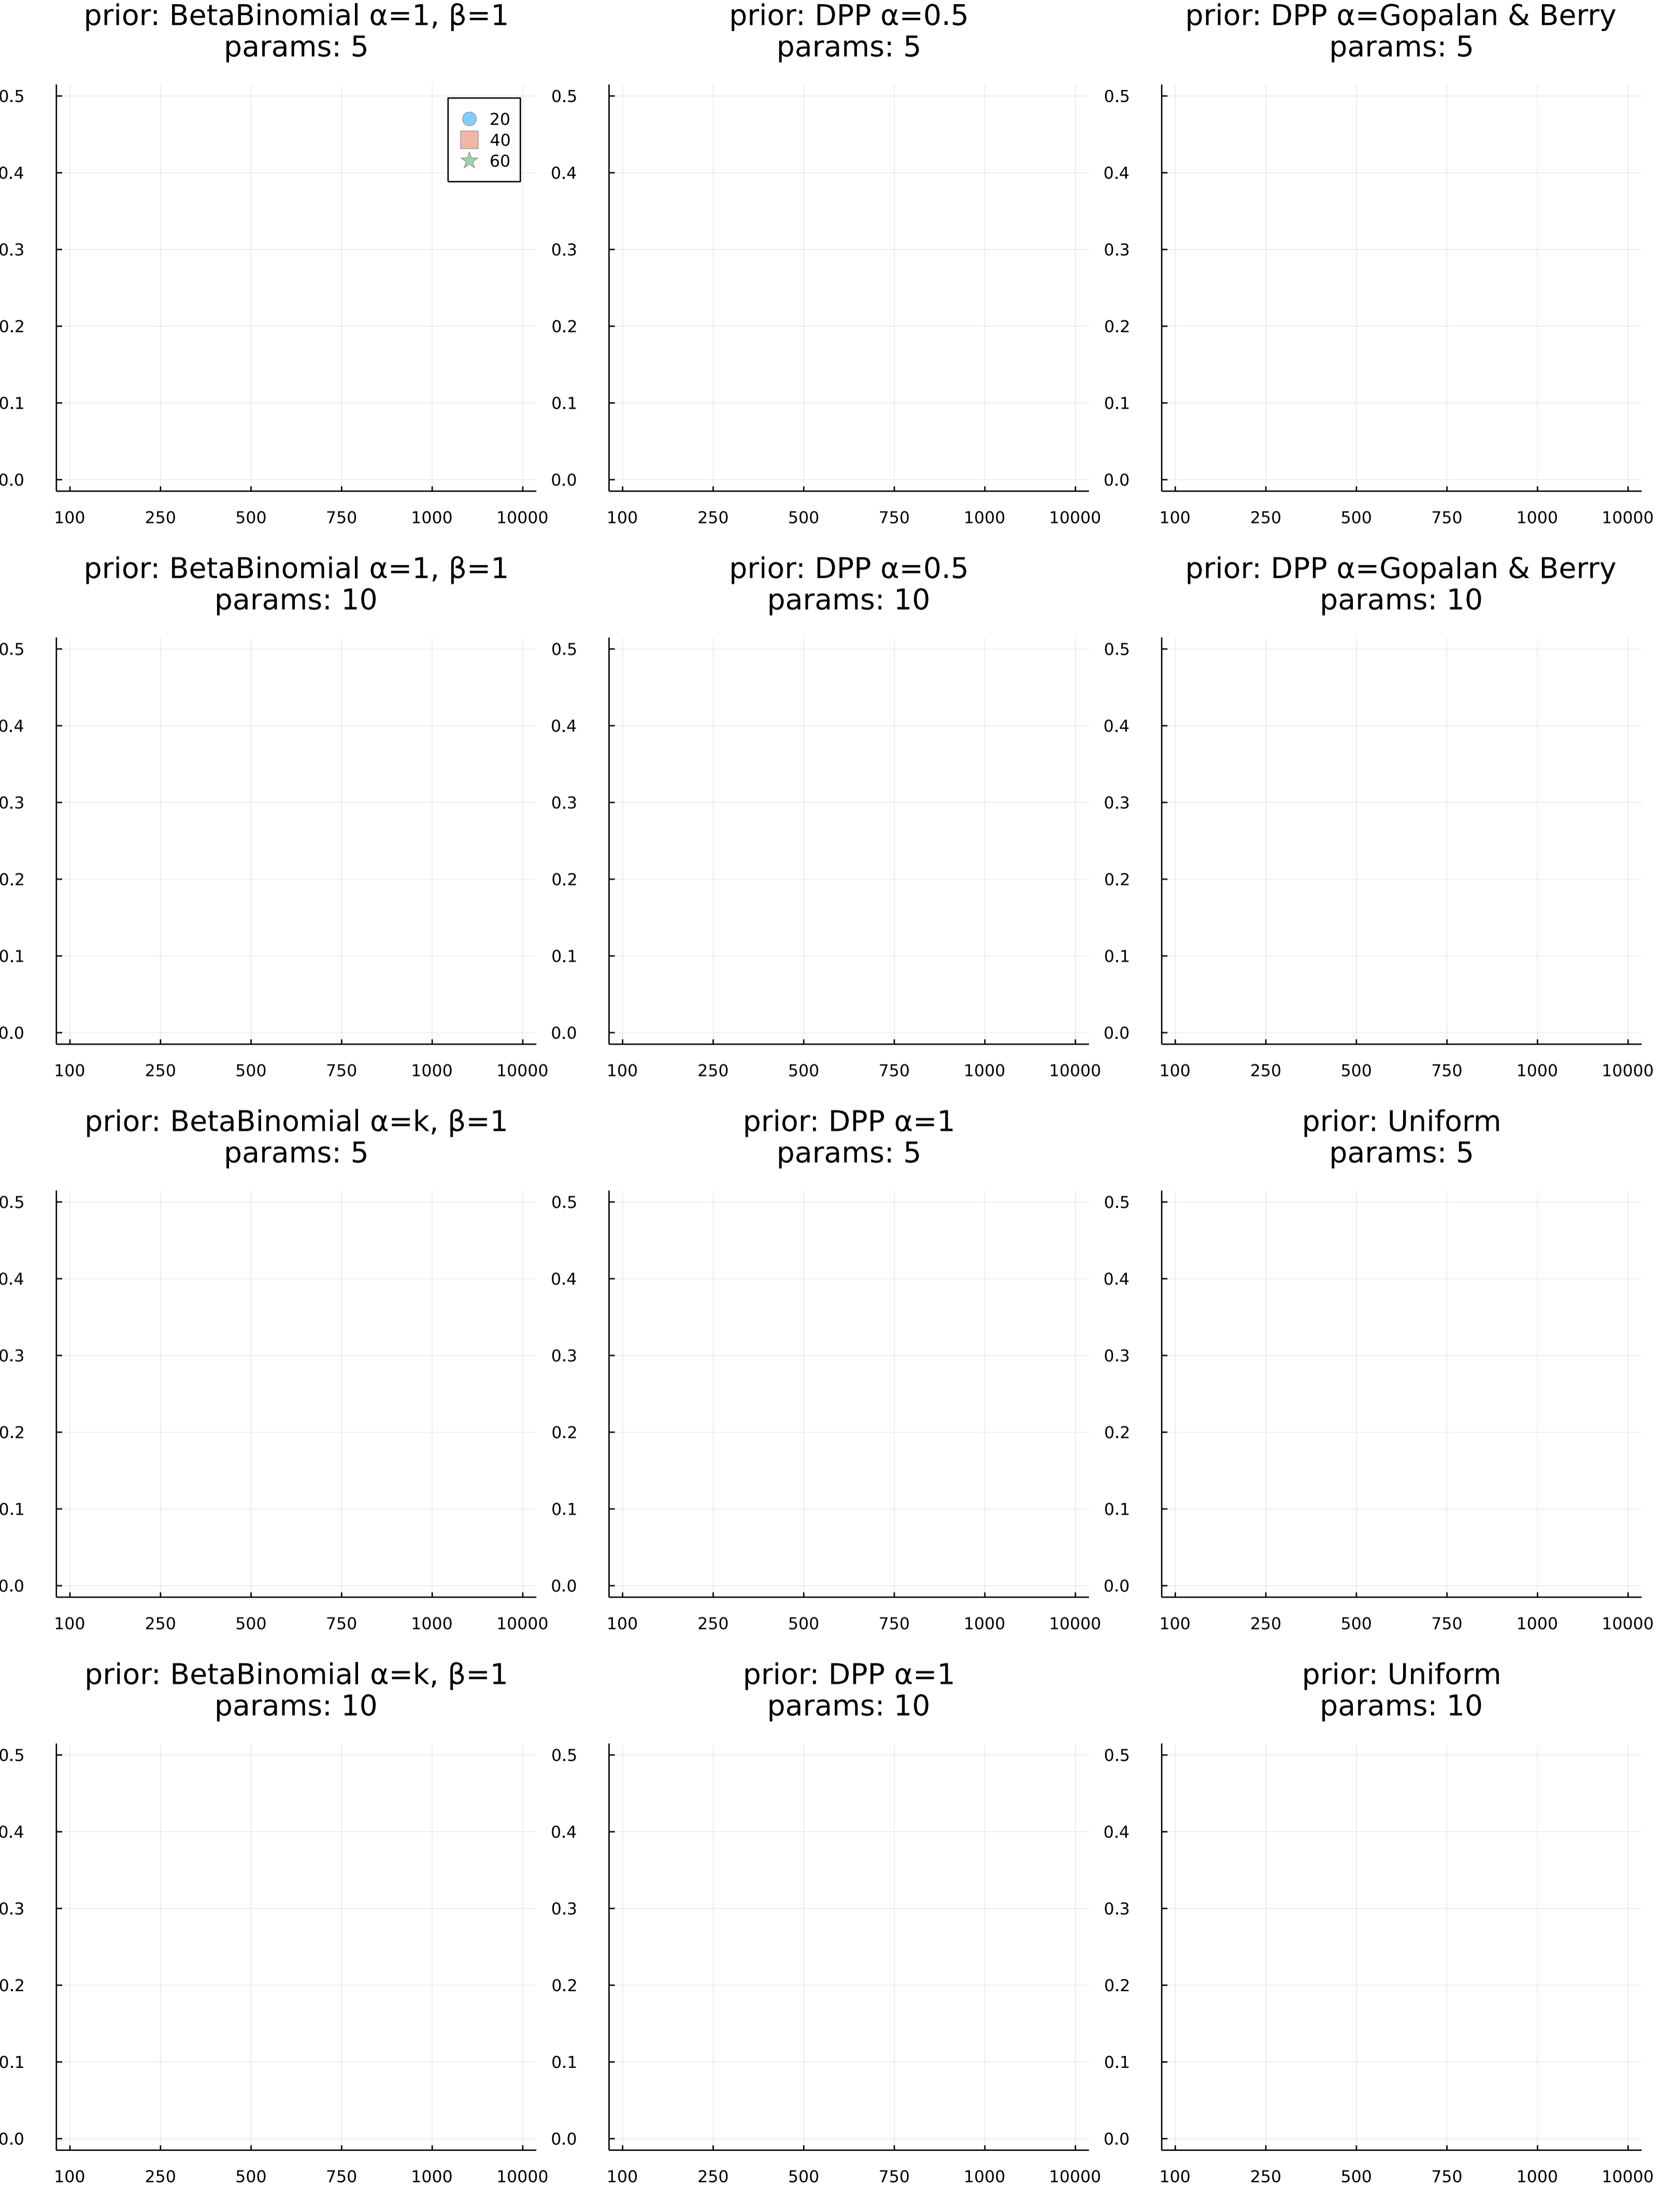 prior: BetaBinomial α=1, β=1
params: 5
0.5
0.4
0.3
0.2
0.1
0.0
100 250 500 750 1000 10000
20
40
60
prior: DPP α=0.5
params: 5
0.5
0.4
0.3
0.2
0.1
0.0
100 250 500 750 1000 10000
prior: DPP α=Gopalan & Berry
params: 5
0.5
0.4
0.3
0.2
0.1
0.0
100 250 500 750 1000 10000
prior: BetaBinomial α=1, β=1
params: 10
0.5
0.4
0.3
0.2
0.1
0.0
100 250 500 750 1000 10000
prior: DPP α=0.5
params: 10
0.5
0.4
0.3
0.2
0.1
0.0
100 250 500 750 1000 10000
prior: DPP α=Gopalan & Berry
params: 10
0.5
0.4
0.3
0.2
0.1
0.0
100 250 500 750 1000 10000
prior: BetaBinomial α=k, β=1
params: 5
0.5
0.4
0.3
0.2
0.1
0.0
100 250 500 750 1000 10000
prior: DPP α=1
params: 5
0.5
0.4
0.3
0.2
0.1
0.0
100 250 500 750 1000 10000
prior: Uniform
params: 5
0.5
0.4
0.3
0.2
0.1
0.0
100 250 500 750 1000 10000
prior: BetaBinomial α=k, β=1
params: 10
0.5
0.4
0.3
0.2
0.1
0.0
100 250 500 750 1000 10000
prior: DPP α=1
params: 10
0.5
0.4
0.3
0.2
0.1
0.0
100 250 500 750 1000 10000
prior: Uniform
params: 10
0.5
0.4
0.3
0.2
0.1
0.0
100 250 500 750 1000 10000